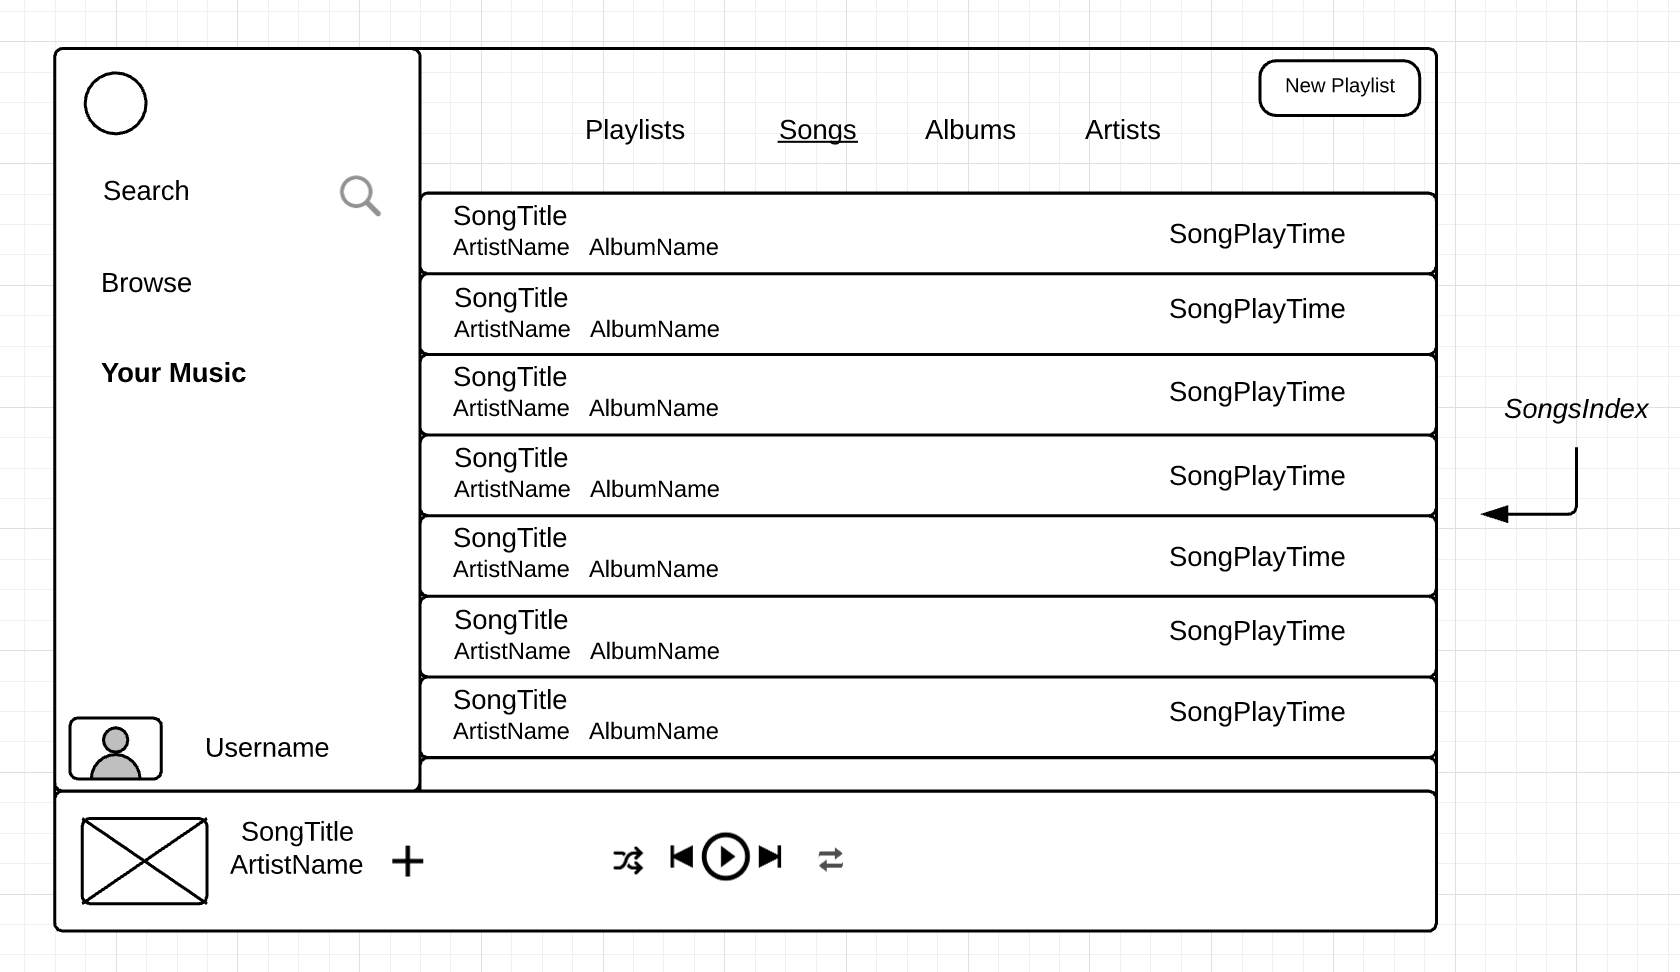 New Playlist
Playlists Songs Albums Artists
Search
Browse
Your Music
Username
SongTitle
ArtistName AlbumName
SongPlayTime
SongTitle
ArtistName AlbumName
SongPlayTime
SongTitle
ArtistName AlbumName
SongPlayTime
SongTitle
ArtistName AlbumName
SongPlayTime
SongTitle
ArtistName AlbumName
SongPlayTime
SongTitle
ArtistName AlbumName
SongPlayTime
SongTitle
ArtistName AlbumName
SongPlayTime
SongsIndex
SongTitle
ArtistName